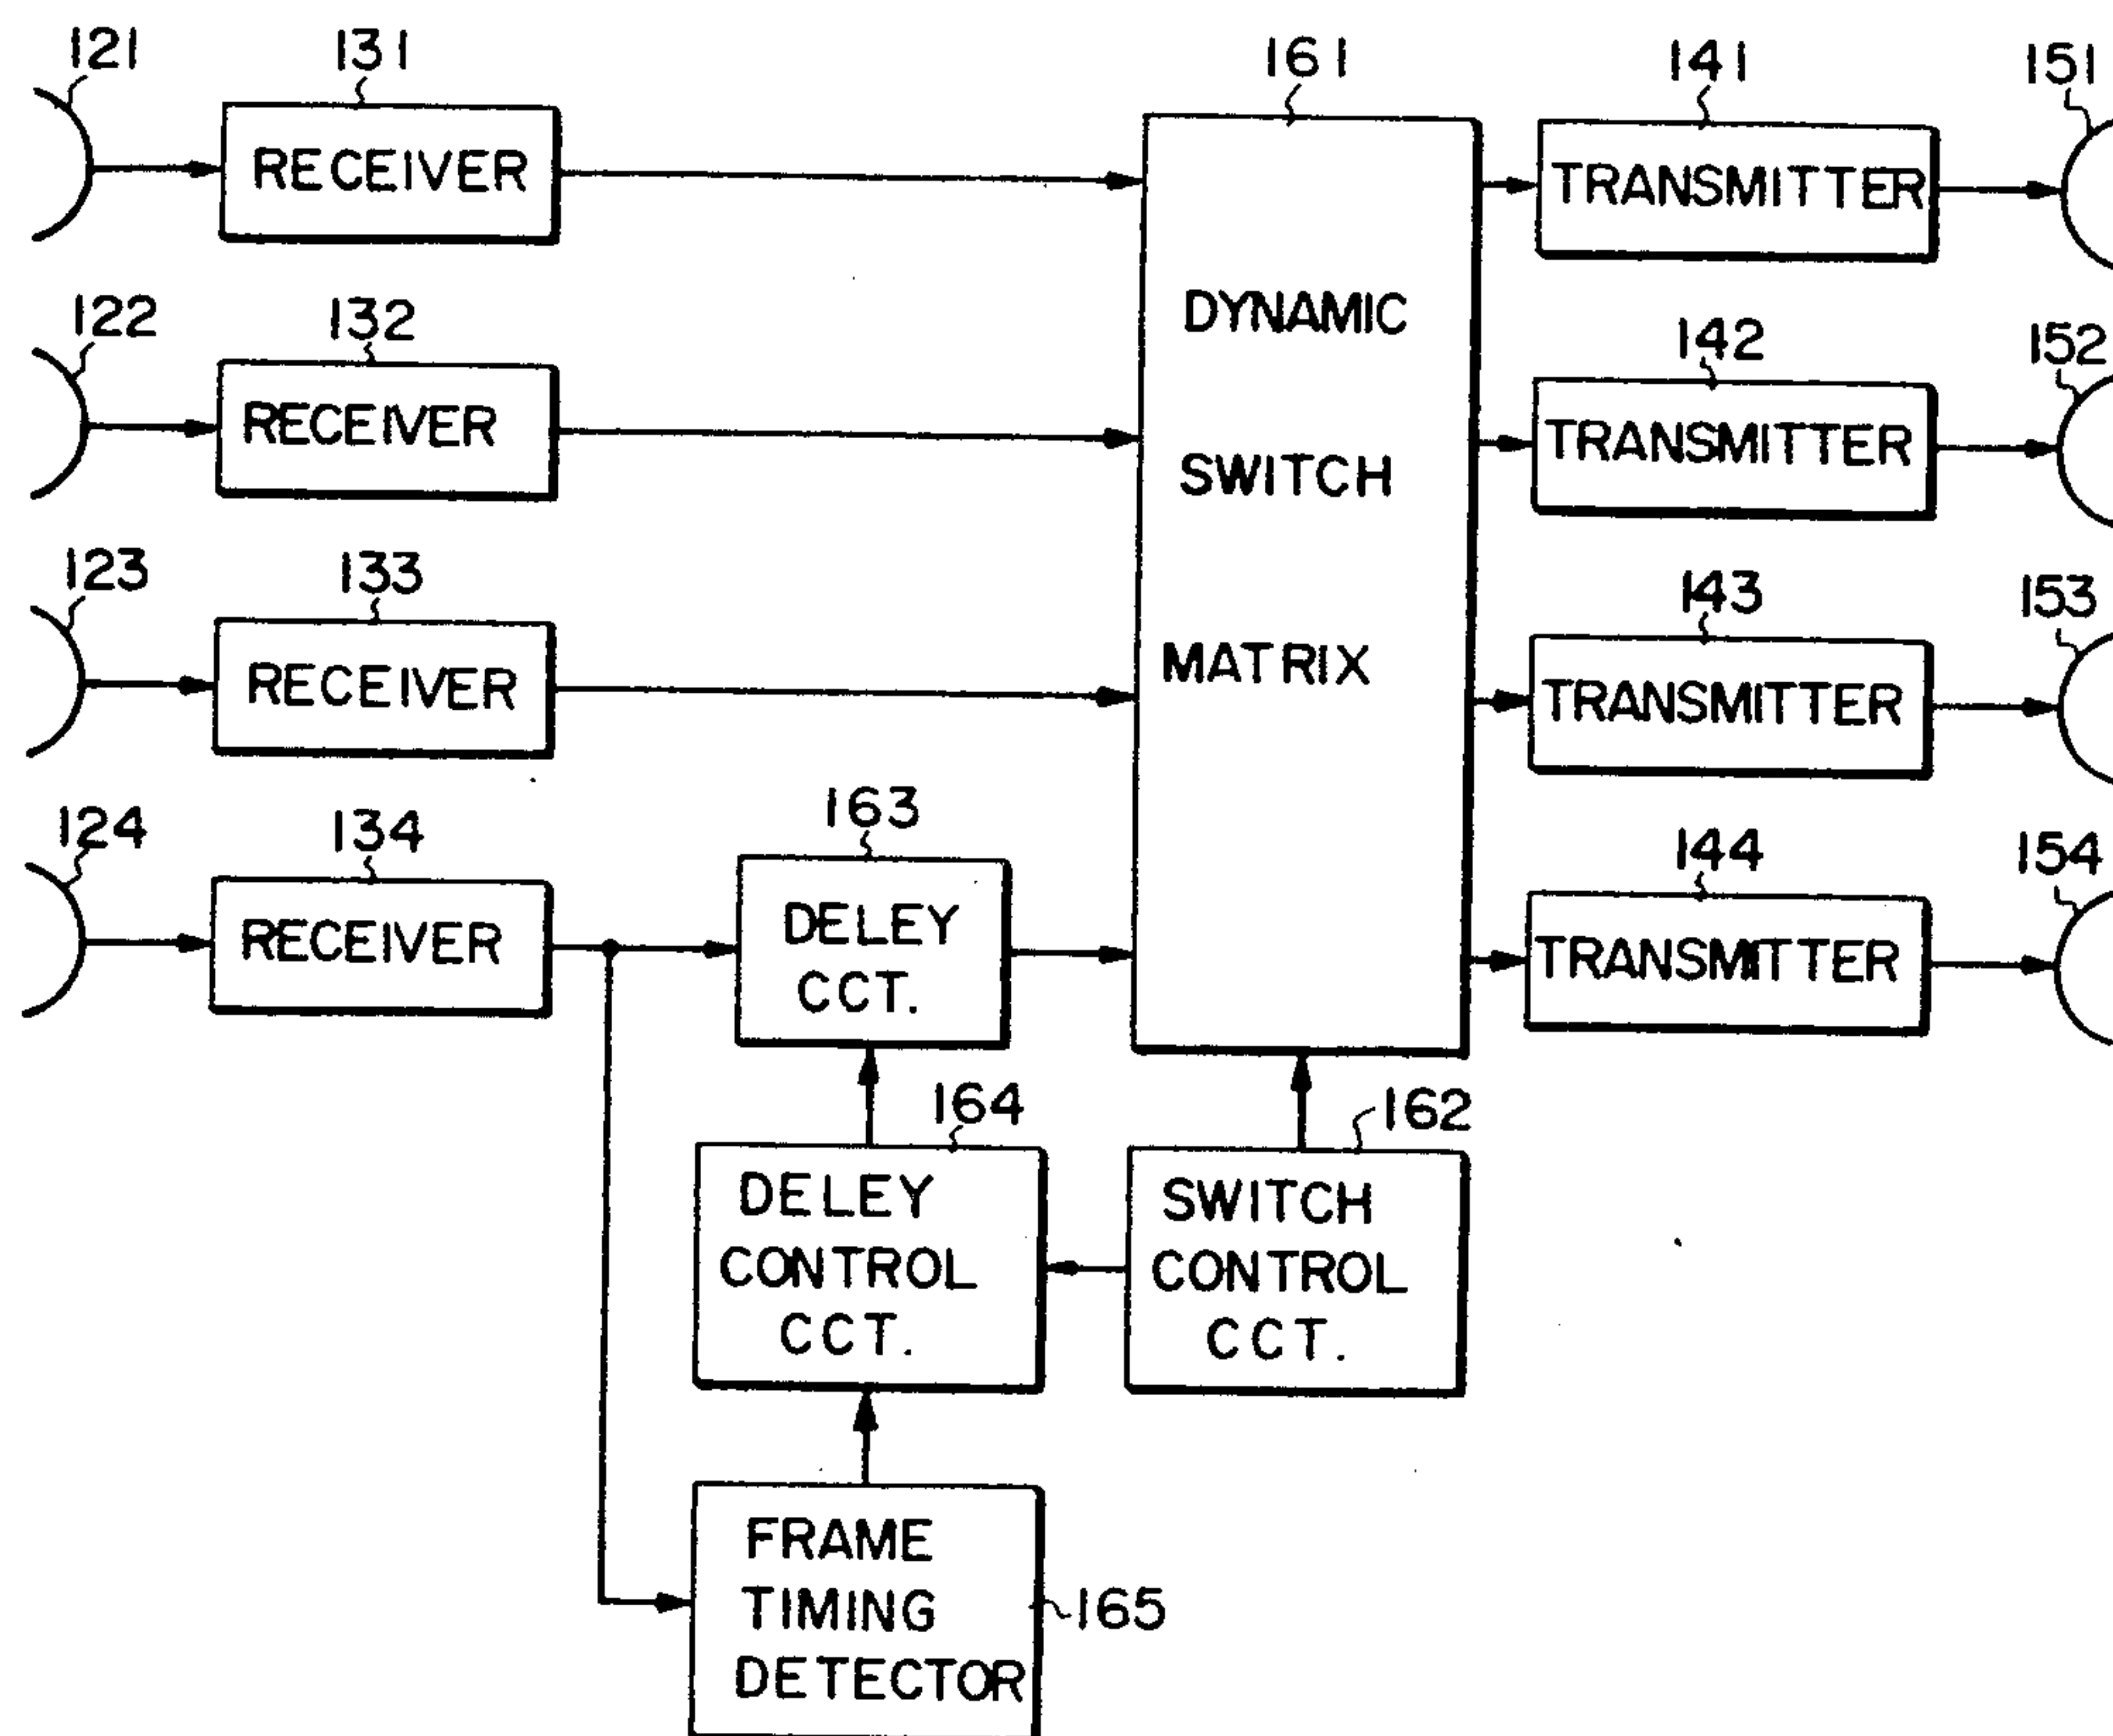 121
131
161
141
151
RECEIVER
TRANSMITTER
122
132
DYNAMIC
142
152
RECEIVER
SWITCH
TRANSMITTER
123
133
143
153
RECEIVER
MATRIX
TRANSMITTER
124
134
163
144
154
RECEIVER
DELEY
CCT.
TRANSMITTER
164
162
DELEY
CONTROL
CCT.
SWITCH
CONTROL
CCT.
FRAME
TIMING
DETECTOR
165